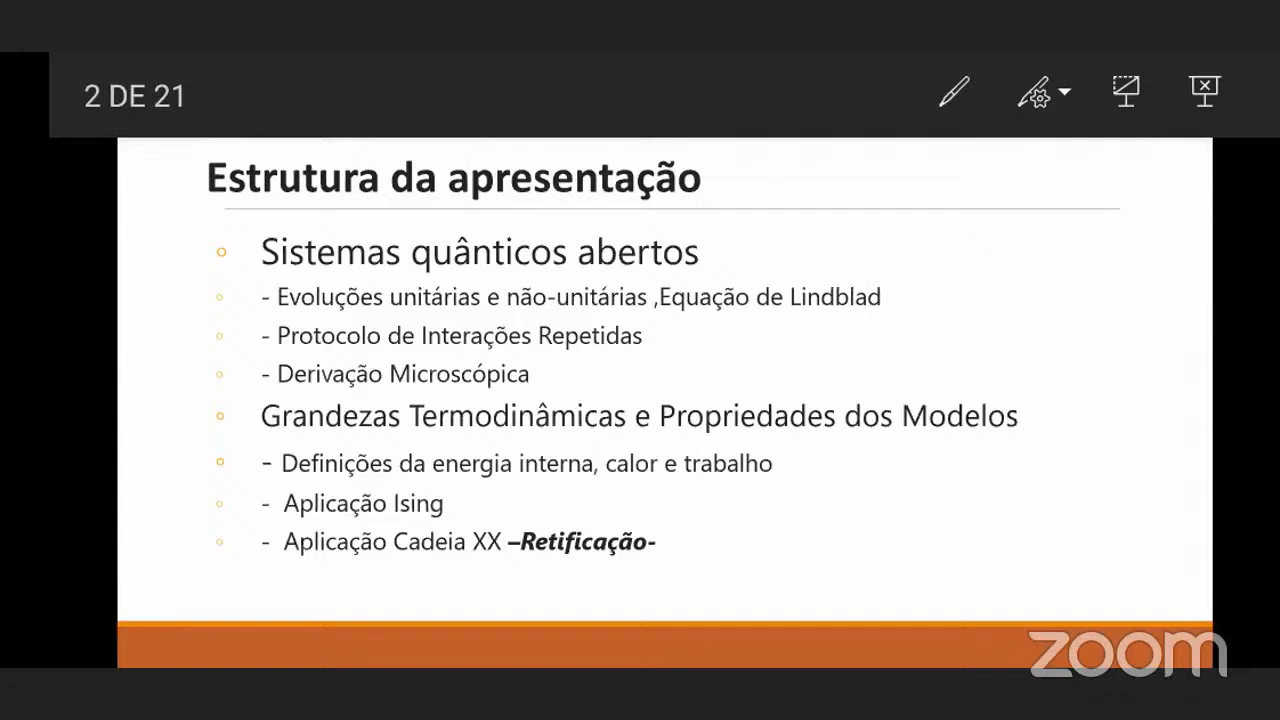 2 DE 21
Estrutura da apresentação
Sistemas quânticos abertos
- Evoluções unitárias e não-unitárias ,Equação de Lindblad
- Protocolo de Interações Repetidas
- Derivação Microscópica
Grandezas Termodinâmicas e Propriedades dos Modelos
- Definições da energia interna, calor e trabalho
- Aplicação Ising
- Aplicação Cadeia XX –Retificação-
zoom